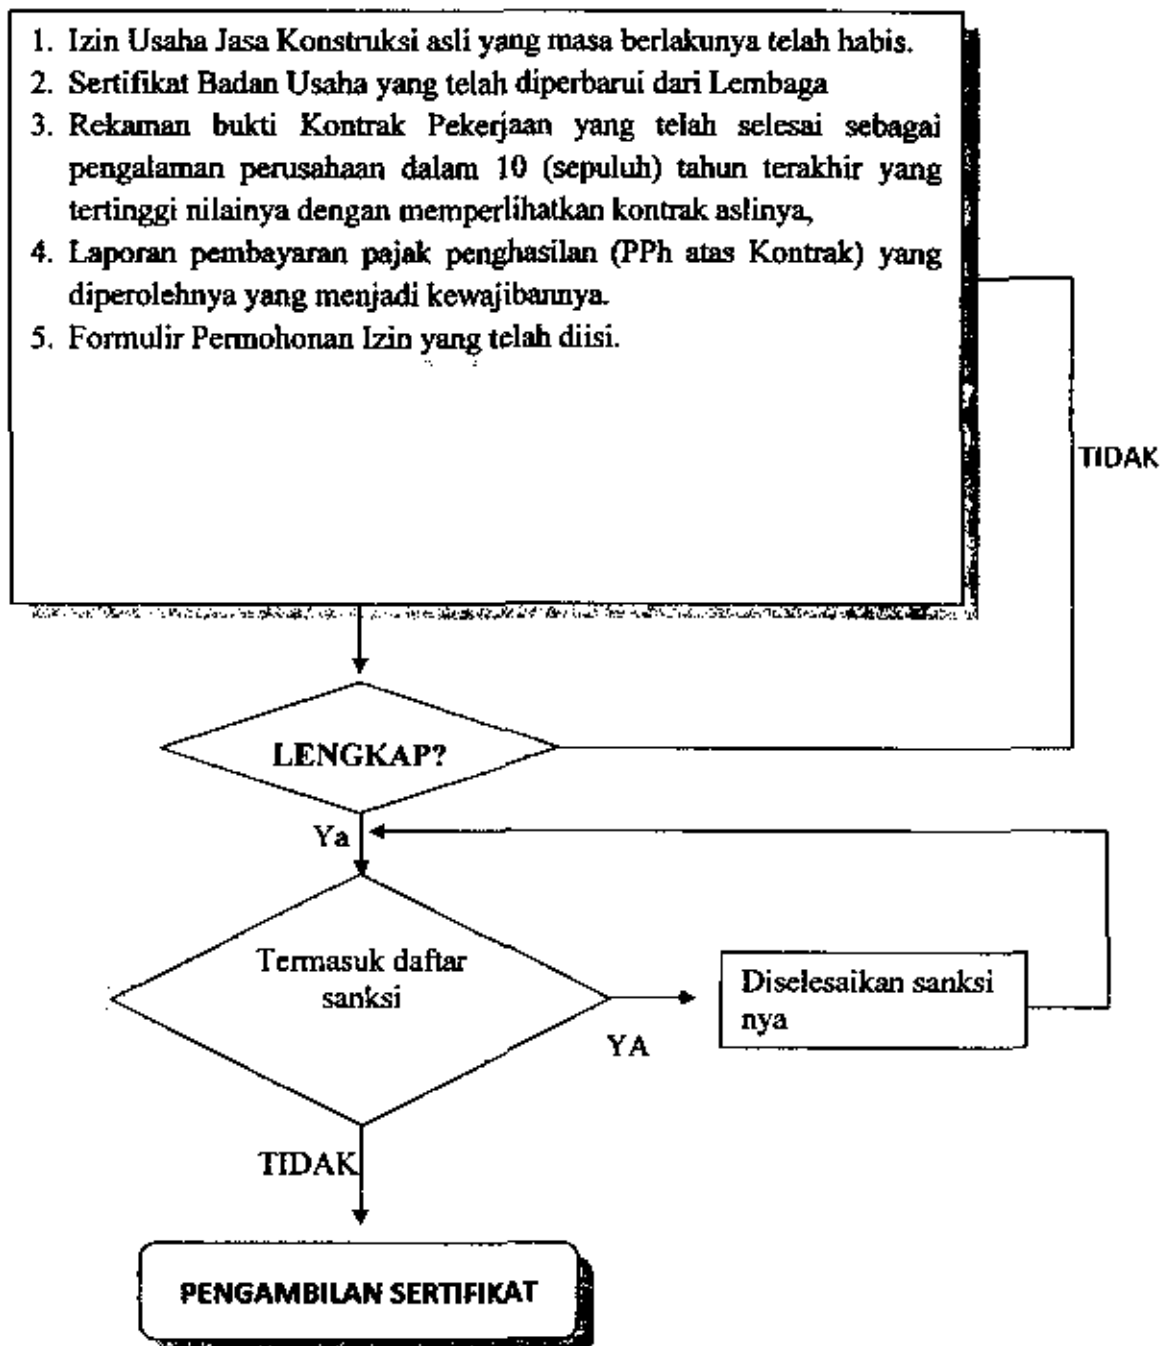 1. Izin Usaha Jasa Konstruksi asli yang masa berlakunya telah habis.
2. Sertifikat Badan Usaha yang telah diperbarui dari Lembaga
3. Rekaman bukti Kontrak Pekerjaan yang telah selesai sebagai
pengalaman perusahaan dalam 10 (sepuluh) tahun terakhir yang
tertinggi nilainya dengan memperlihatkan kontrak aslinya,
4. Laporan pembayaran pajak penghasilan (PPh atas Kontrak) yang
diperolehnya yang menjadi kewajibannya.
5. Formulir Permohonan Izin yang telah diisi.
TIDAK
LENGKAP?
Ya
Termasuk daftar
sanksi
YA
Diselesaikan sanksi
nya
TIDAK
PENGAMBILAN SERTIFIKAT